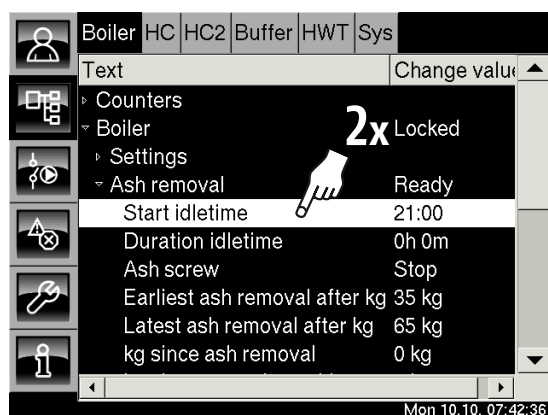 Boiler HC HC2 Buffer HWT Sys
Text Change value
Counters
Boiler Locked
2x
Settings
Ash removal Ready
Start idletime 21:00
Duration idletime 0h 0m
Ash screw Stop
Earliest ash removal after kg 35 kg
Latest ash removal after kg 65 kg
kg since ash removal 0 kg
Mon 10.10. 07:42:36